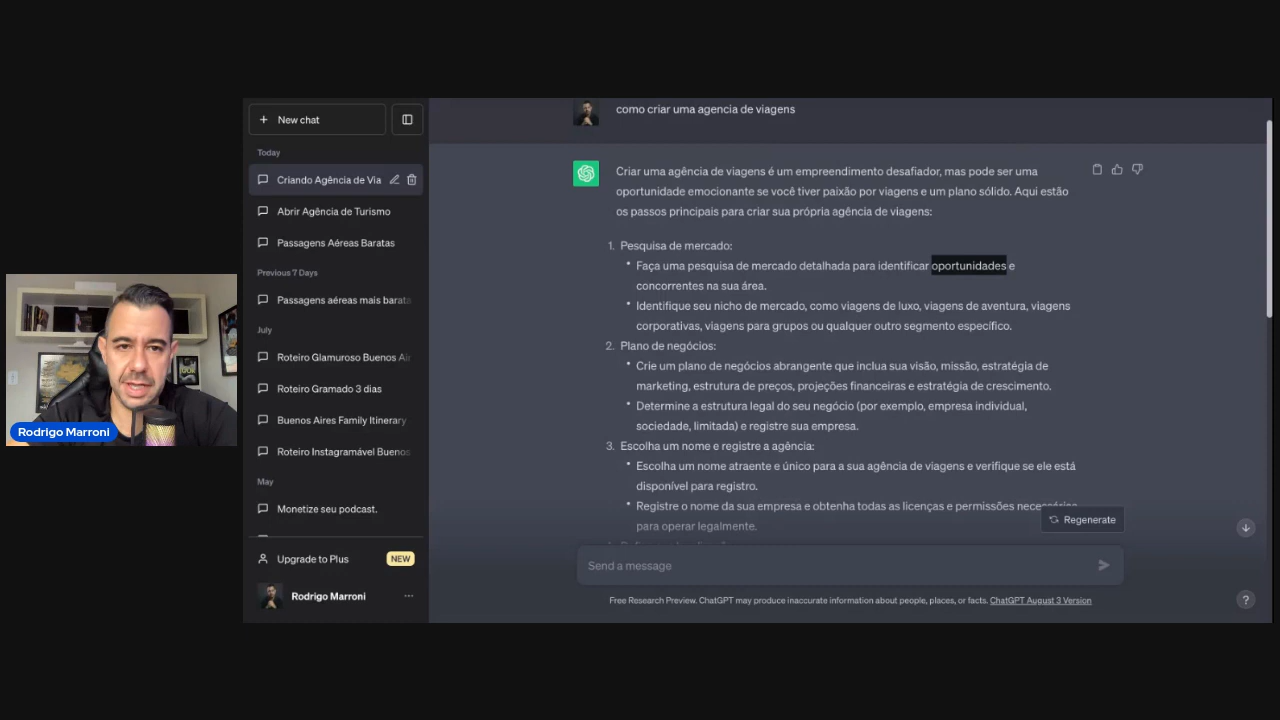 New chat
Today
Criando Agência de Via
Abrir Agência de Turismo
Passagens Aéreas Baratas
Previous 7 Days
Passagens aéreas mais barata
July
Roteiro Glamuroso Buenos Ai
Roteiro Gramado 3 dias
Buenos Aires Family Itinerary
Roteiro Instagramável Buenos
May
Monetize seu podcast.
Upgrade to Plus
NEW
Rodrigo Marroni
Rodrigo Marroni
como criar uma agencia de viagens
Criar uma agência de viagens é um empreendimento desafiador, mas pode ser uma
oportunidade emocionante se você tiver paixão por viagens e um plano sólido. Aqui estão
os passos principais para criar sua própria agência de viagens:
1. Pesquisa de mercado:
• Faça uma pesquisa de mercado detalhada para identificar oportunidades e
concorrentes na sua área.
• Identifique seu nicho de mercado, como viagens de luxo, viagens de aventura, viagens
corporativas, viagens para grupos ou qualquer outro segmento específico.
2. Plano de negócios:
• Crie um plano de negócios abrangente que inclua sua visão, missão, estratégia de
marketing, estrutura de preços, projeções financeiras e estratégia de crescimento.
• Determine a estrutura legal do seu negócio (por exemplo, empresa individual,
sociedade, limitada) e registre sua empresa.
3. Escolha um nome e registre a agência:
• Escolha um nome atraente e único para a sua agência de viagens e verifique se ele está
disponível para registro.
• Registre o nome da sua empresa e obtenha todas as licenças e permissões necessárias
para operar legalmente.
Regenerate
Send a message
Free Research Preview. ChatGPT may produce inaccurate information about people, places, or facts. ChatGPT August 3 Version
?